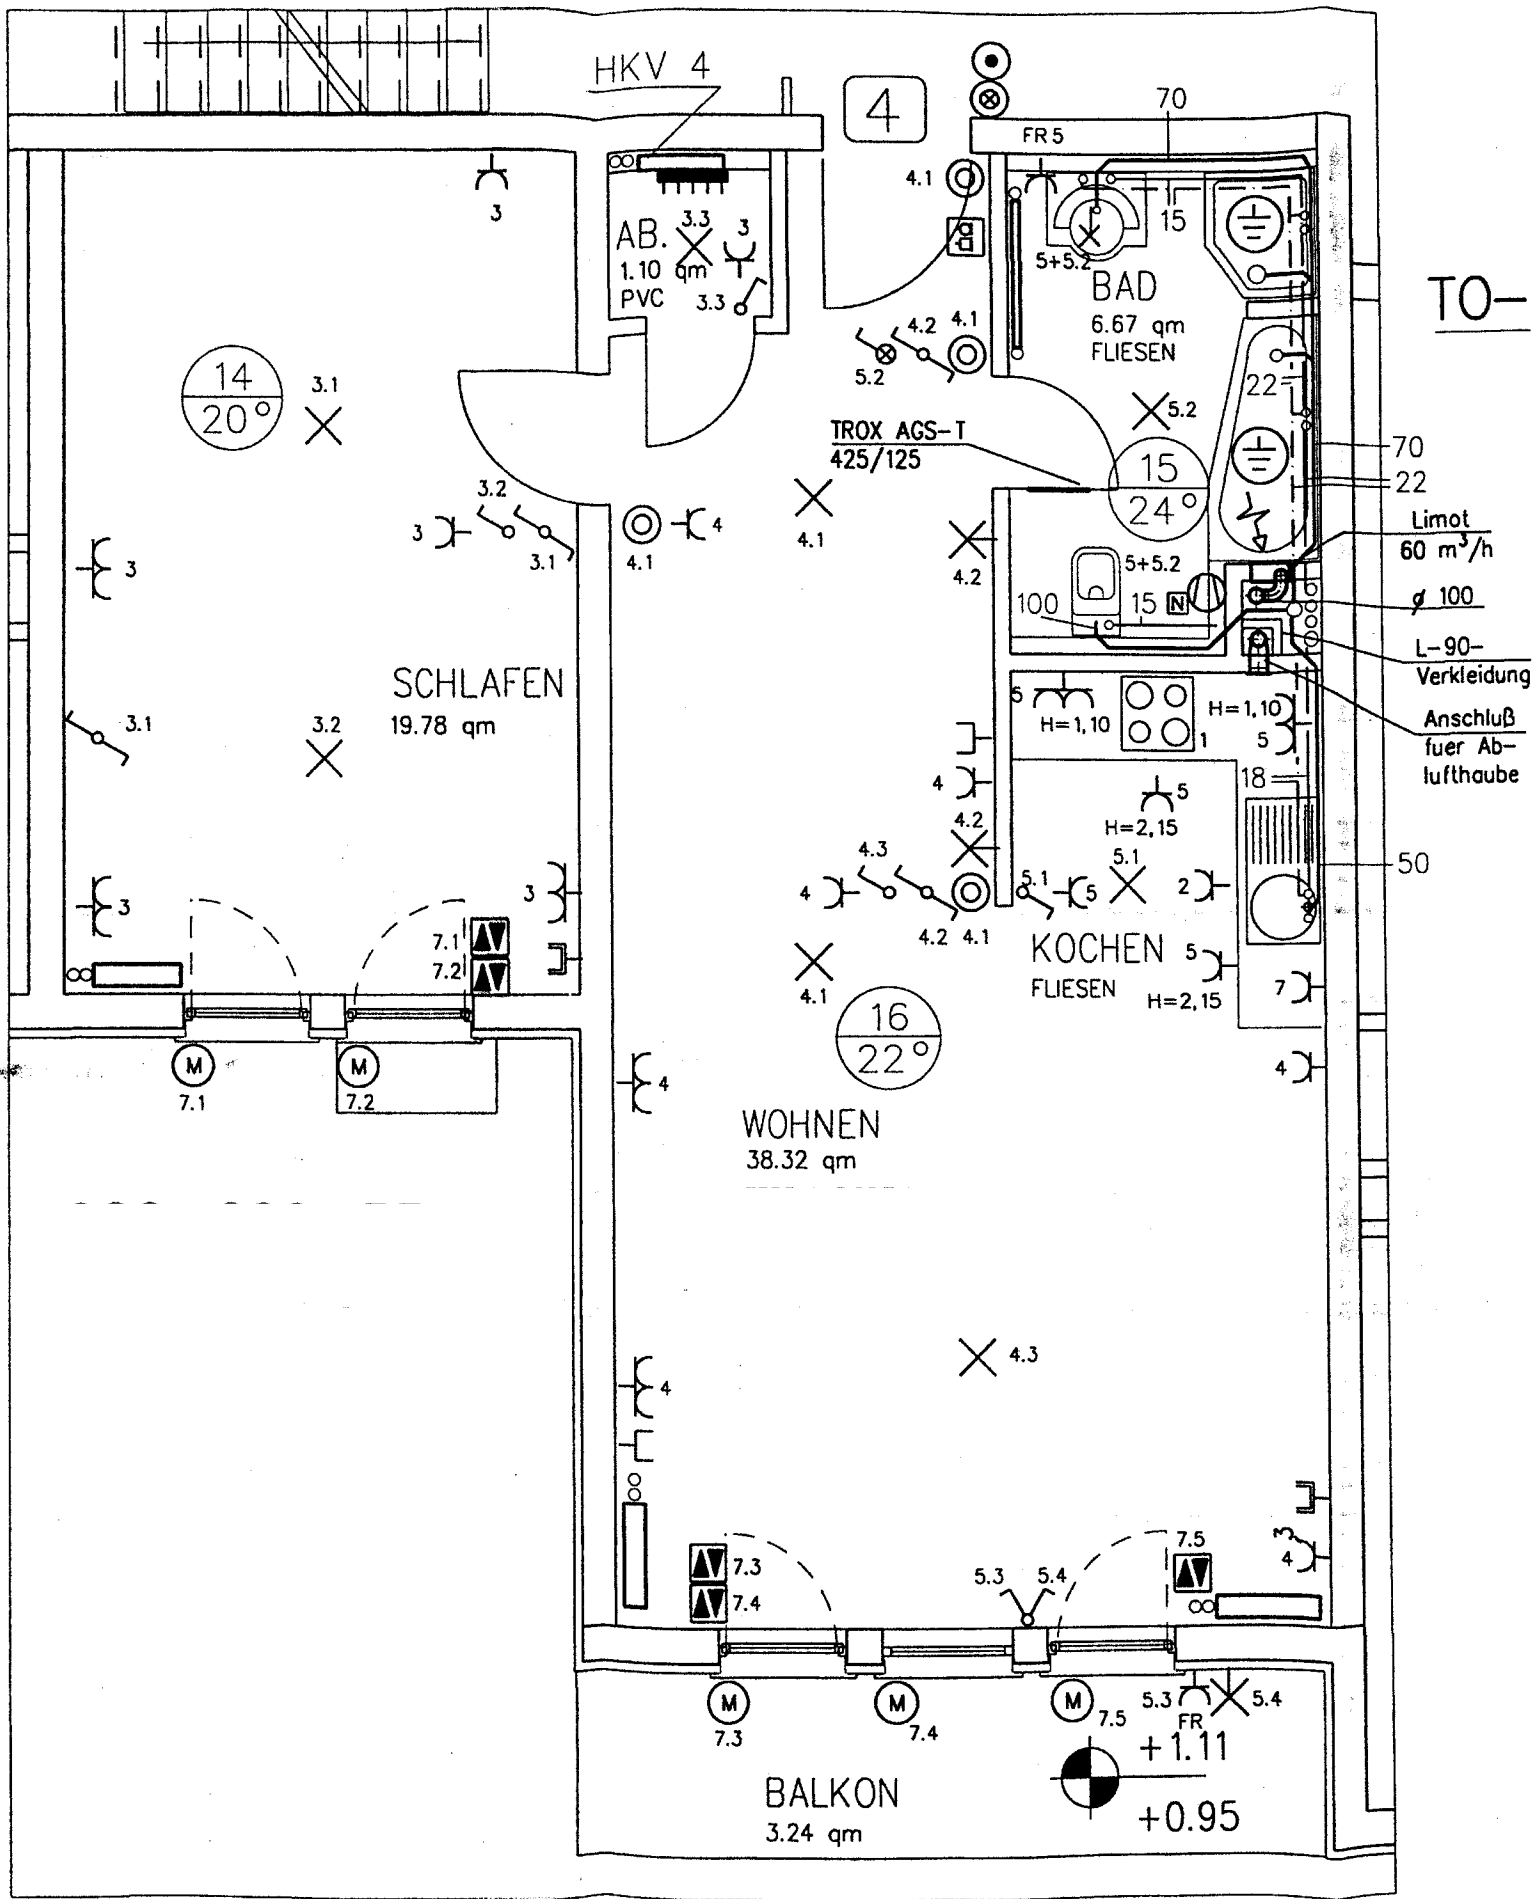 HKV 4
4
70
FR 5
4.1
3
AB.
3.3
3
1.10 qm
PVC
3.3
15
5+5.2
BAD
6.67 qm
FLIESEN
TO-
4.2
4.1
5.2
14
20°
3.1
22
5.2
TROX AGS-T
425/125
15
24°
70
22
3.2
3
3.1
4.1
4
4.1
4.2
Limot
60 m³/h
3
5+5.2
100
15
N
ø 100
L-90-
Verkleidung
SCHLAFEN
19.78 qm
3.1
3.2
5
H=1,10
1
H=1,10
5
Anschluß
fuer Ab-
lufthaube
18
4
5
H=2,15
4.2
4.3
5.1
50
3
3
4
5.1
5
2
4.2
4.1
7.1
7.2
KOCHEN
FLIESEN
5
H=2,15
7
4.1
16
22°
M
7.1
M
7.2
4
4
WOHNEN
38.32 qm
4.3
4
7.3
7.4
5.3
5.4
7.5
3
4
M
7.3
M
7.4
M
7.5
5.3
FR
5.4
+1.11
+0.95
BALKON
3.24 qm